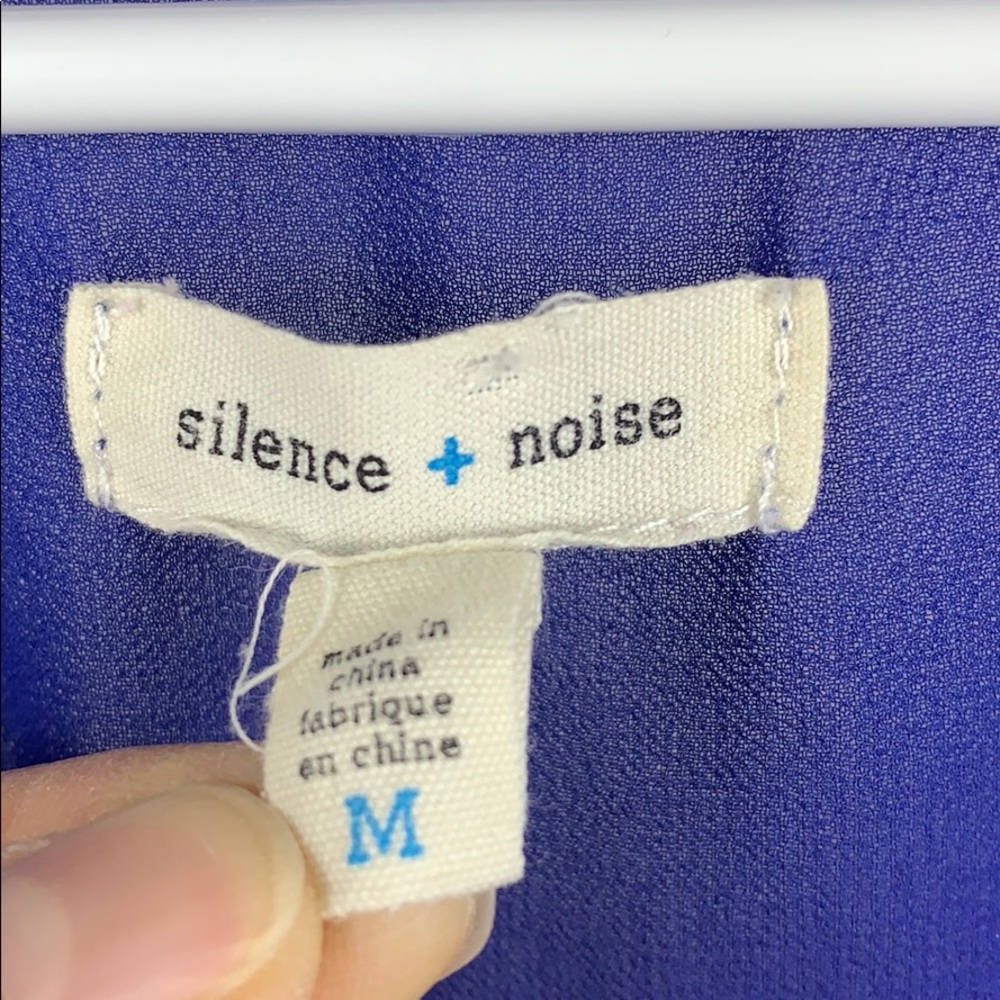 silence + noise
made in
china
fabrique
en chine
M